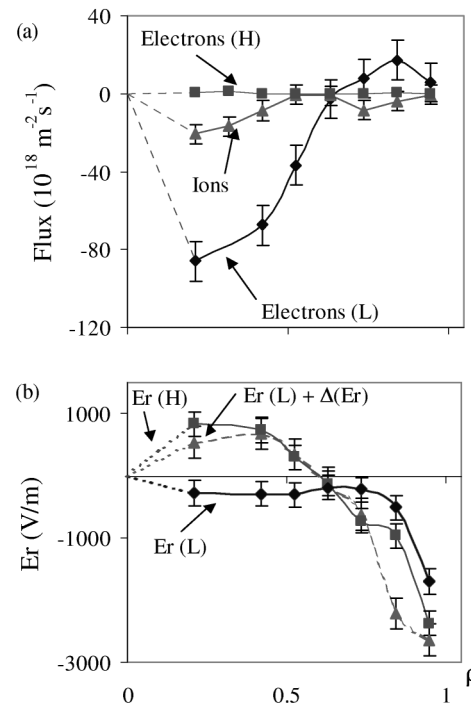 (a)
40
Electrons (H)
0
Ions
-40
-80
Electrons (L)
-120
Flux (10^18 m^-2 s^-1)
(b)
Er (H)
Er (L) + Δ(Er)
1000
Er (L)
-1000
-3000
Er (V/m)
0
0.5
1
ρ